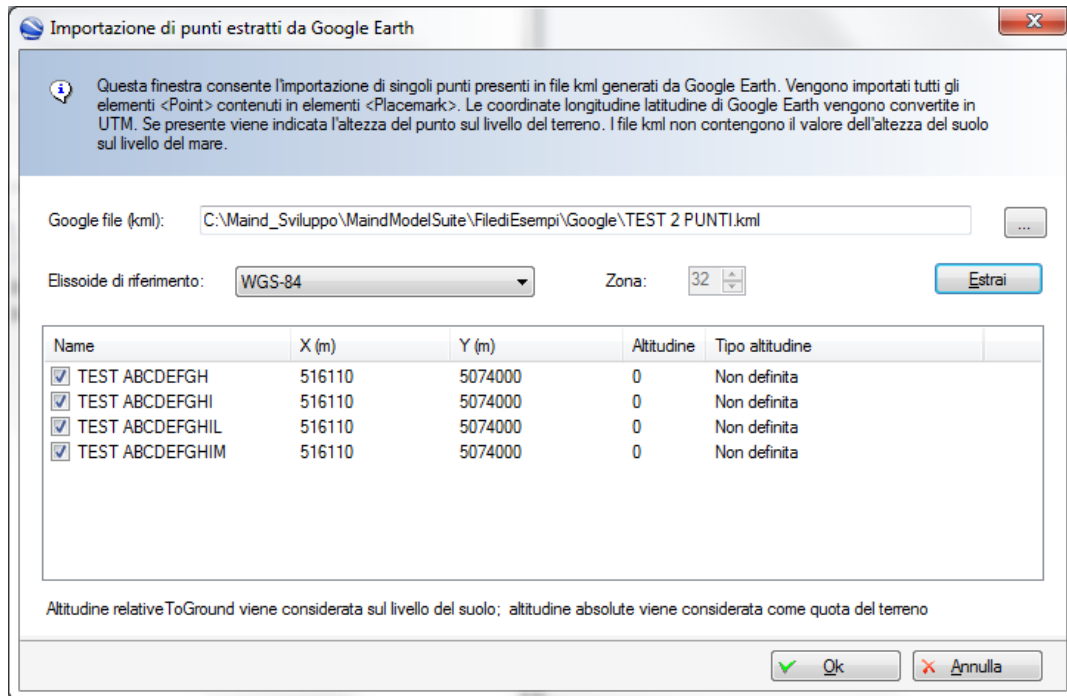 Importazione di punti estratti da Google Earth
Questa finestra consente l'importazione di singoli punti presenti in file kml generati da Google Earth. Vengono importati tutti gli
elementi <Point> contenuti in elementi <Placemark>. Le coordinate longitudine latitudine di Google Earth vengono convertite in
UTM. Se presente viene indicata l'altezza del punto sul livello del terreno. I file kml non contengono il valore dell'altezza del suolo
sul livello del mare.
Google file (kml): C:\Maind_Sviluppo\MaindModelSuite\FilediEsempi\Google\TEST 2 PUNTI.kml ...
Elissoide di riferimento: WGS-84 Zona: 32 Estrai
Name X (m) Y (m) Altitudine Tipo altitudine
TEST ABCDEFGH 516110 5074000 0 Non definita
TEST ABCDEFGHI 516110 5074000 0 Non definita
TEST ABCDEFGHIL 516110 5074000 0 Non definita
TEST ABCDEFGHIM 516110 5074000 0 Non definita
Altitudine relativeToGround viene considerata sul livello del suolo; altitudine absolute viene considerata come quota del terreno
Ok Annulla